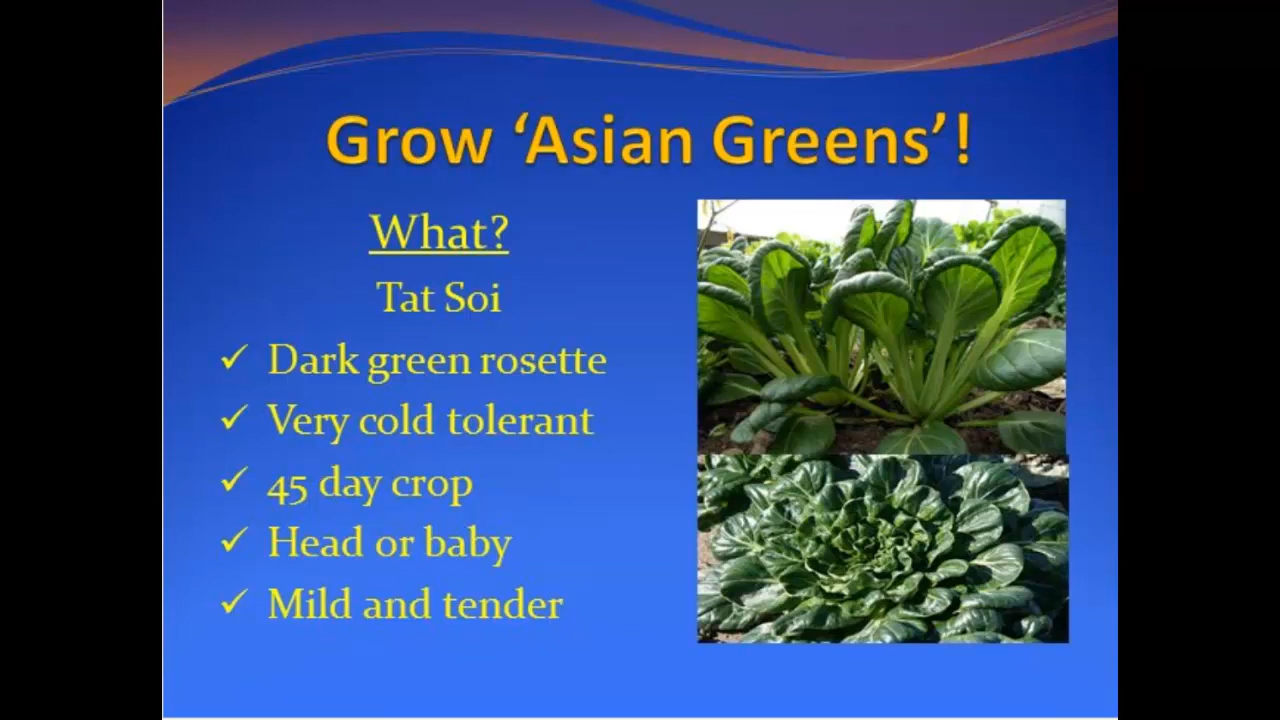 Grow ‘Asian Greens’!
What?
Tat Soi
✓ Dark green rosette
✓ Very cold tolerant
✓ 45 day crop
✓ Head or baby
✓ Mild and tender